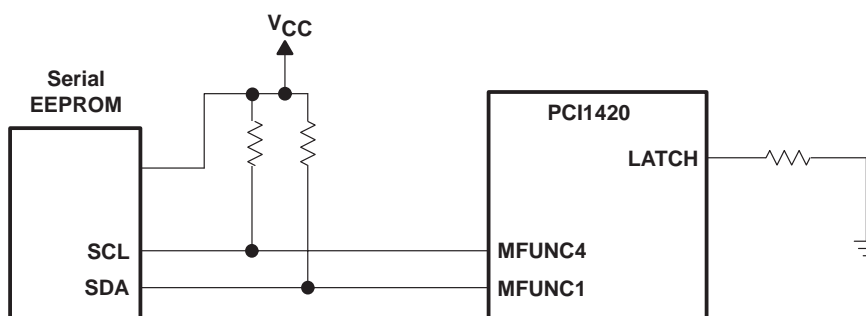 VCC
Serial
EEPROM
PCI1420
LATCH
SCL
MFUNC4
SDA
MFUNC1